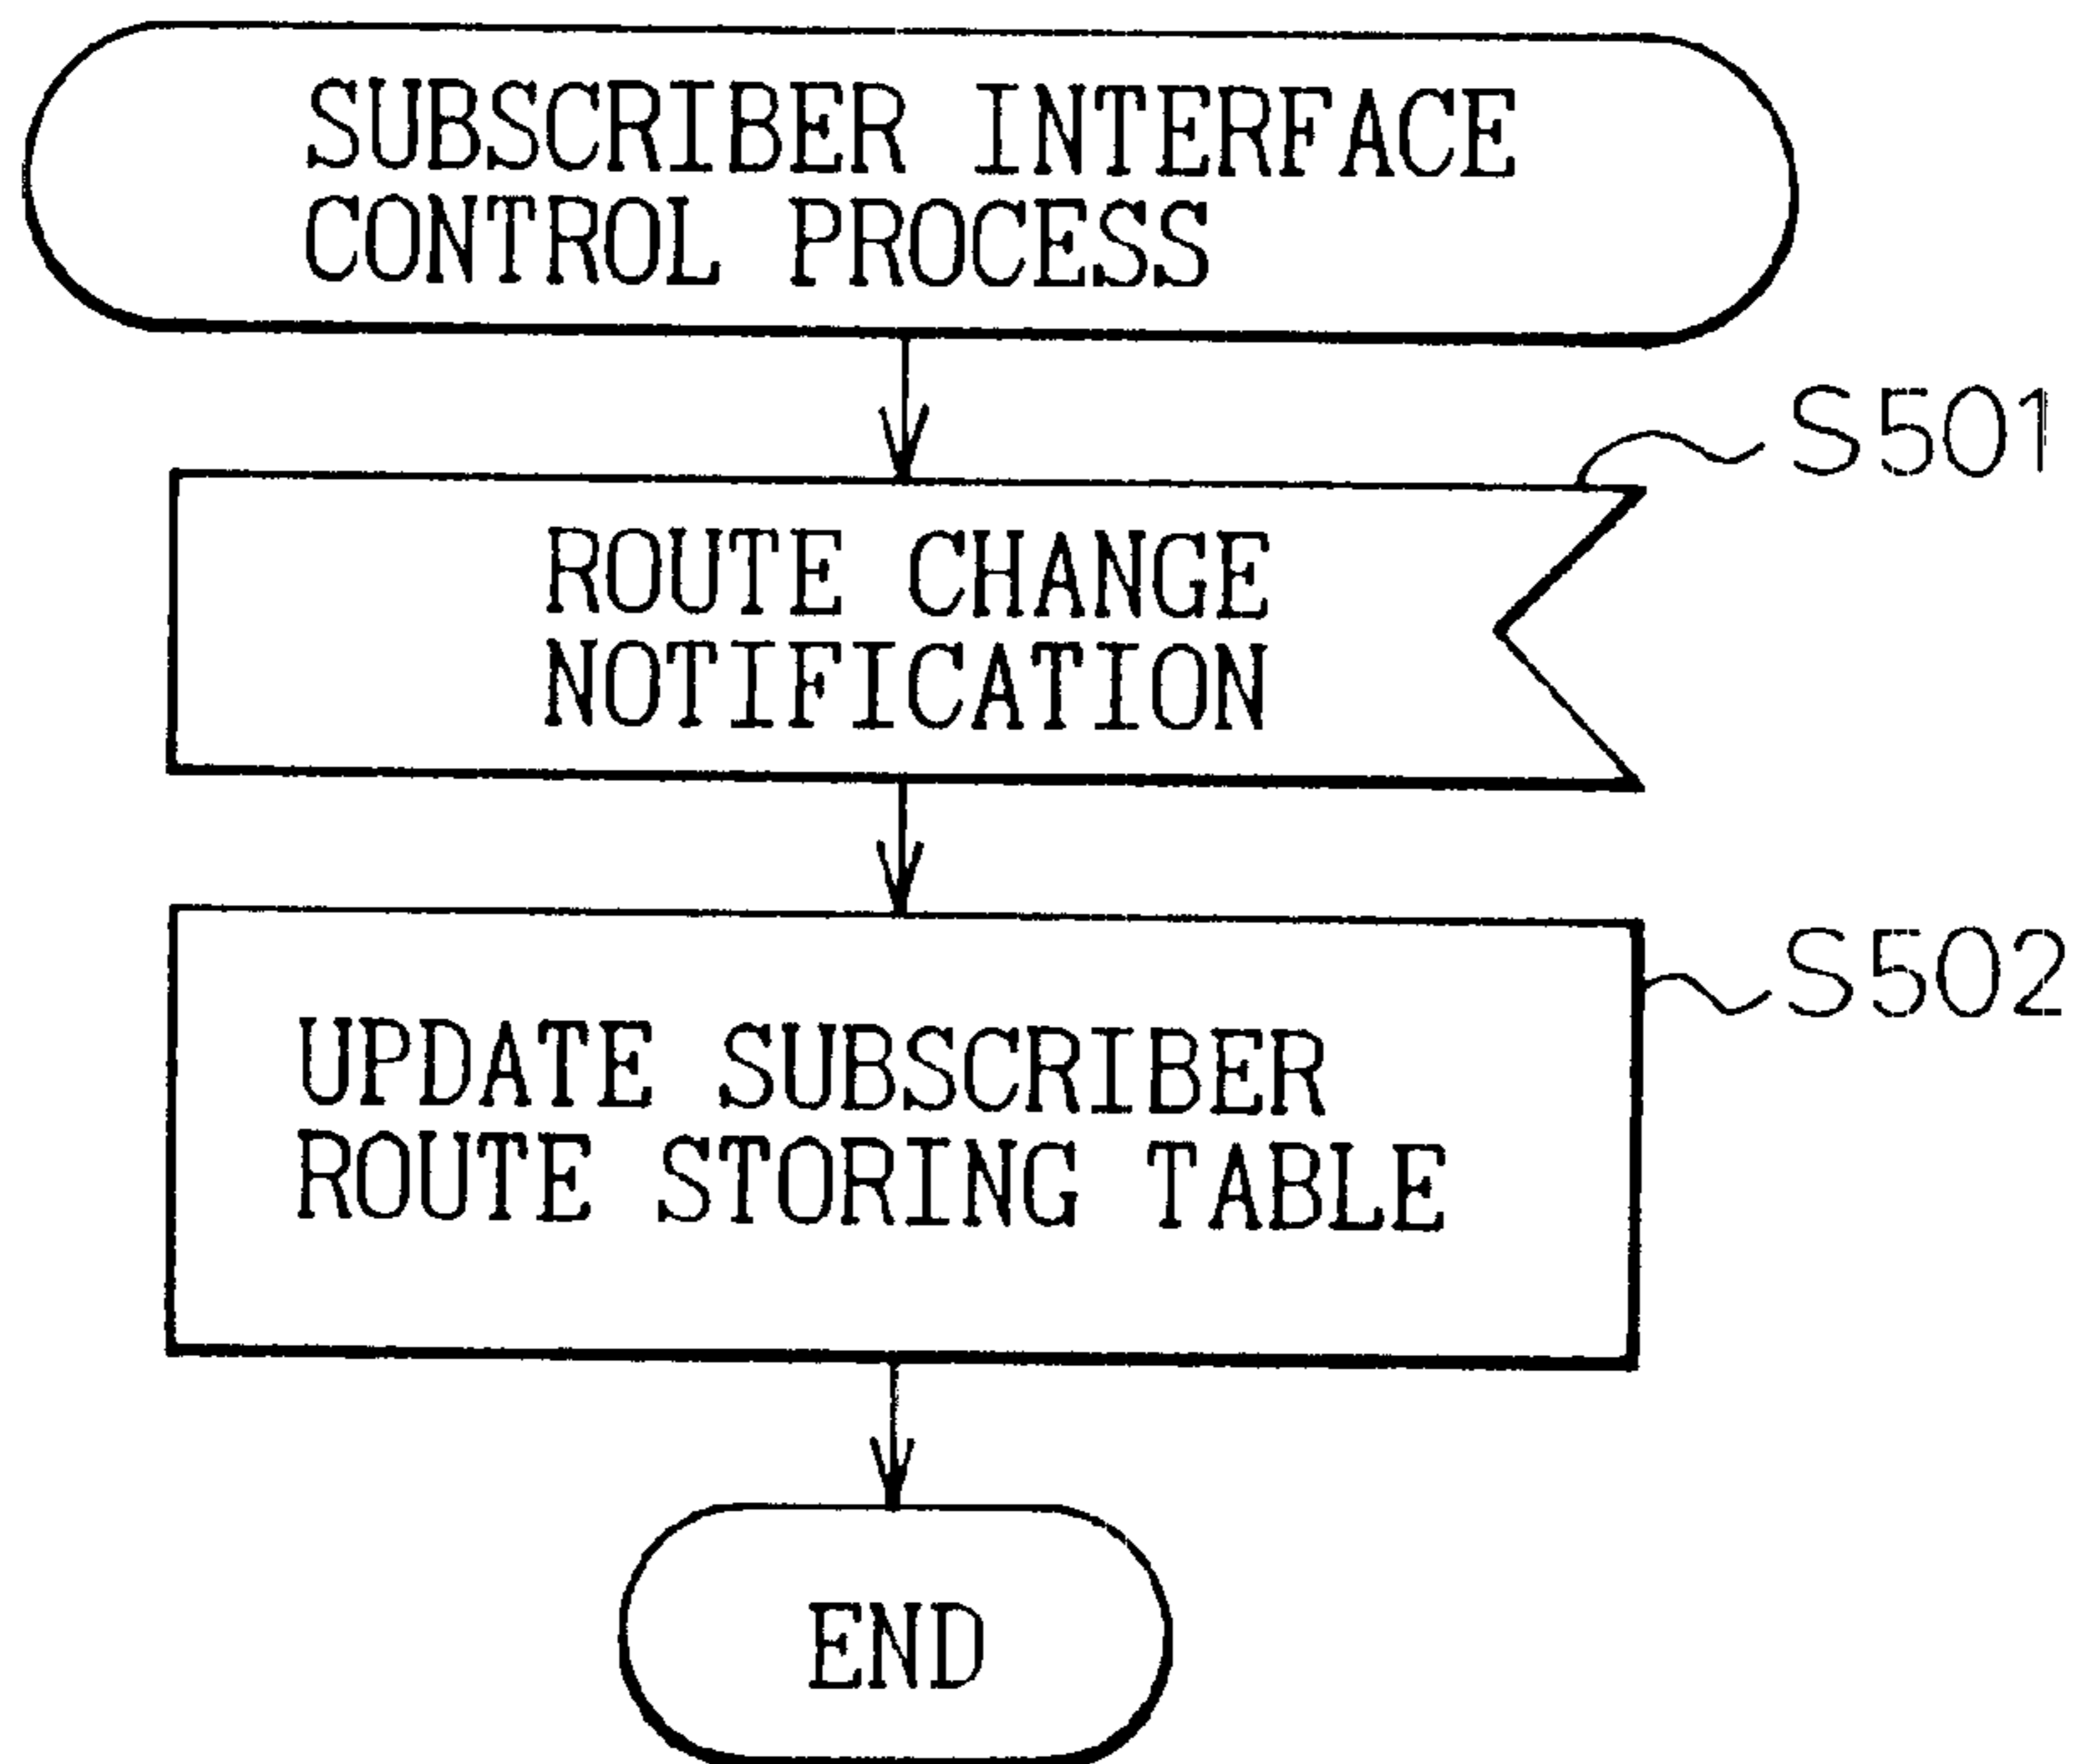 SUBSCRIBER INTERFACE
CONTROL PROCESS
S501
ROUTE CHANGE
NOTIFICATION
S502
UPDATE SUBSCRIBER
ROUTE STORING TABLE
END